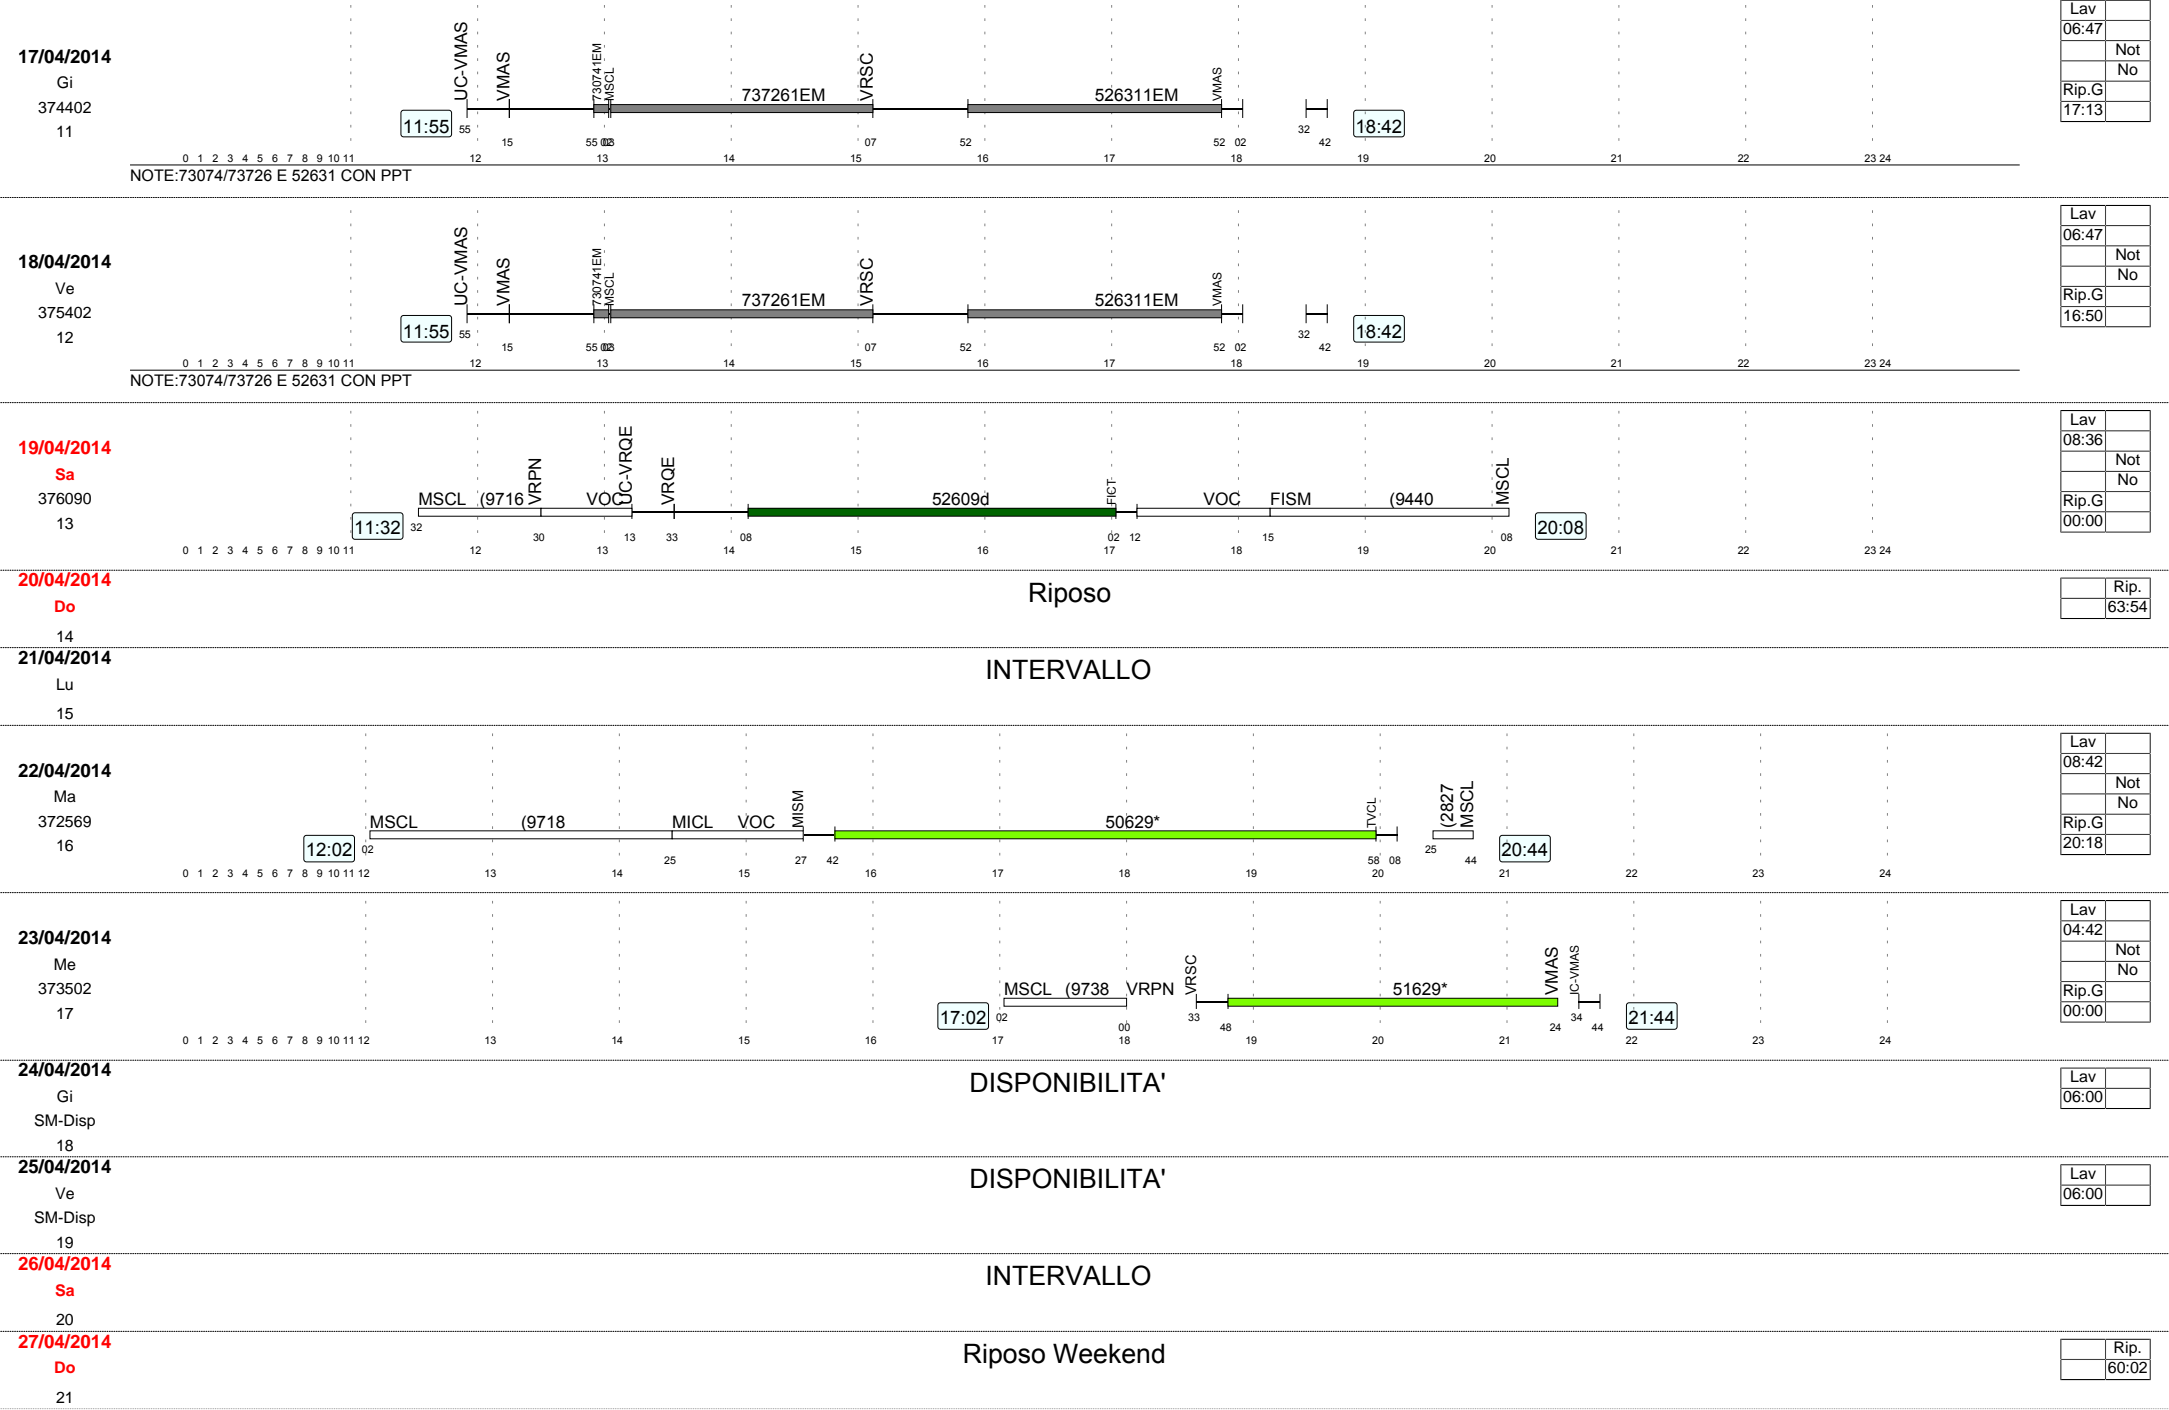 17/04/2014
Gi
374402
11
UC-VMAS
VMAS
730741EM
MSCL
737261EM
VRSC
526311EM
VMAS
11:55
18:42
55
15
55
03
07
52
52 02
32
42
0 1 2 3 4 5 6 7 8 9 10 11 12 13 14 15 16 17 18 19 20 21 22 23 24
NOTE:73074/73726 E 52631 CON PPT
Lav
06:47
Not
No
Rip.G
17:13
18/04/2014
Ve
375402
12
UC-VMAS
VMAS
730741EM
MSCL
737261EM
VRSC
526311EM
VMAS
11:55
18:42
55
15
55
03
07
52
52 02
32
42
0 1 2 3 4 5 6 7 8 9 10 11 12 13 14 15 16 17 18 19 20 21 22 23 24
NOTE:73074/73726 E 52631 CON PPT
Lav
06:47
Not
No
Rip.G
16:50
19/04/2014
Sa
376090
13
MSCL (9716
VRPN
VOC
UC-VRQE
VRQE
52609d
FICT
VOC
FISM
(9440
MSCL
11:32
20:08
32
30
13
33
08
02 12
15
08
0 1 2 3 4 5 6 7 8 9 10 11 12 13 14 15 16 17 18 19 20 21 22 23 24
Lav
08:36
Not
No
Rip.G
00:00
20/04/2014
Do
14
Riposo
Rip.
63:54
21/04/2014
Lu
15
INTERVALLO
22/04/2014
Ma
372569
16
MSCL
(9718
MICL
VOC
MISM
50629*
TVCL
(2827
MSCL
12:02
20:44
02
25
27
42
58 08
25
44
0 1 2 3 4 5 6 7 8 9 10 11 12 13 14 15 16 17 18 19 20 21 22 23 24
Lav
08:42
Not
No
Rip.G
20:18
23/04/2014
Me
373502
17
MSCL (9738
VRPN
VRSC
51629*
VMAS
IC-VMAS
17:02
21:44
02
00
33
48
24
34
44
0 1 2 3 4 5 6 7 8 9 10 11 12 13 14 15 16 17 18 19 20 21 22 23 24
Lav
04:42
Not
No
Rip.G
00:00
24/04/2014
Gi
SM-Disp
18
DISPONIBILITA'
Lav
06:00
25/04/2014
Ve
SM-Disp
19
DISPONIBILITA'
Lav
06:00
26/04/2014
Sa
20
INTERVALLO
27/04/2014
Do
21
Riposo Weekend
Rip.
60:02